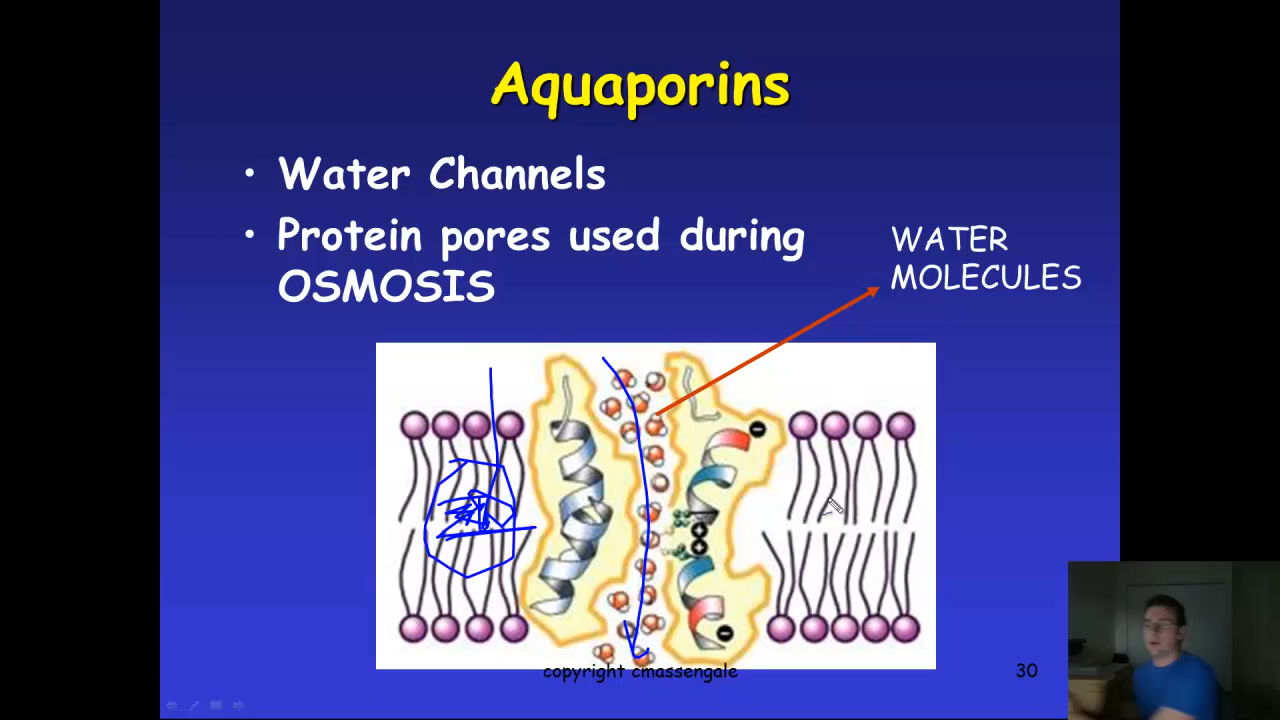 Aquaporins
• Water Channels
• Protein pores used during
OSMOSIS
WATER
MOLECULES
copyright cmassengale
30